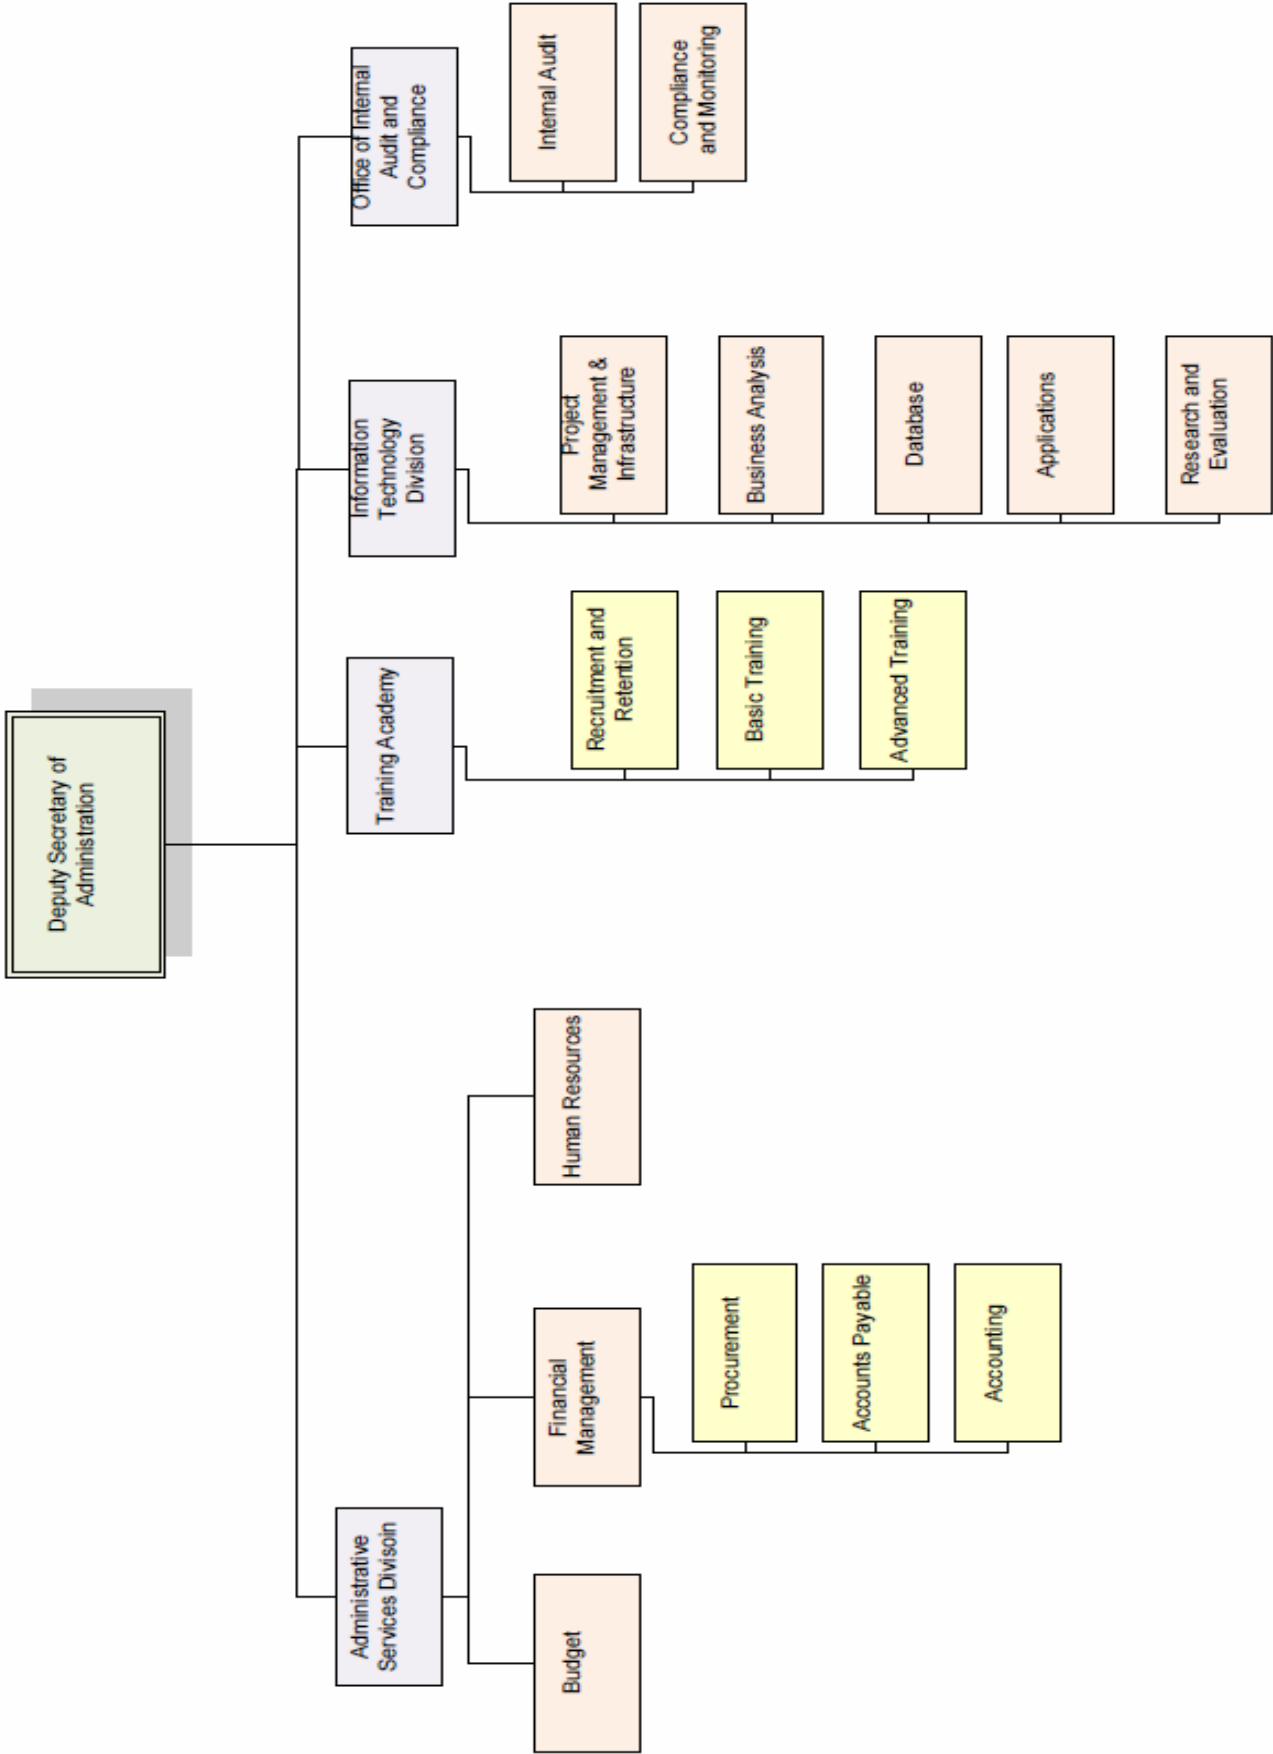 Deputy Secretary of
Administration
Administrative
Services Divisoin
Training Academy
Information
Technology
Division
Office of Internal
Audit and
Compliance
Budget
Financial
Management
Human Resources
Procurement
Accounts Payable
Accounting
Recruitment and
Retention
Basic Training
Advanced Training
Project
Management &
Infrastructure
Business Analysis
Database
Applications
Research and
Evaluation
Internal Audit
Compliance
and Monitoring